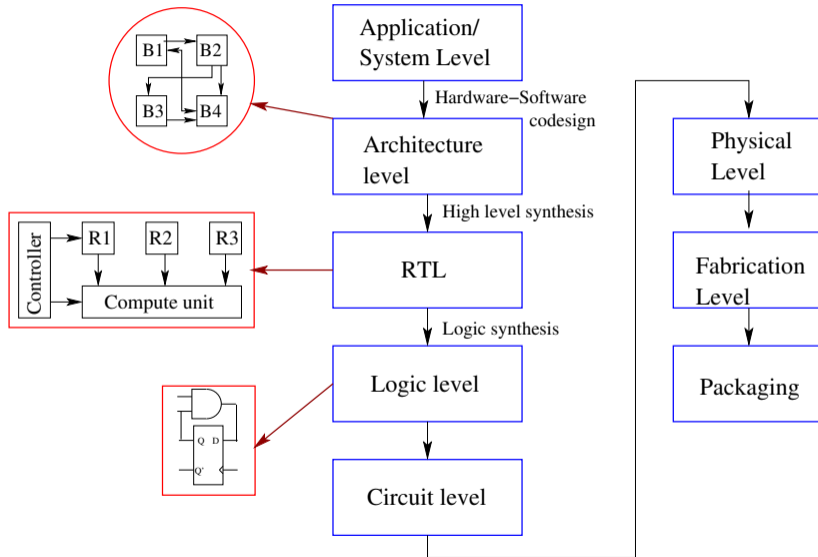 B1
B2
B3
B4
Application/
System Level
Hardware–Software
codesign
Architecture
level
High level synthesis
Controller
R1
R2
R3
Compute unit
RTL
Logic synthesis
Logic level
Q
D
Q'
Circuit level
Physical
Level
Fabrication
Level
Packaging